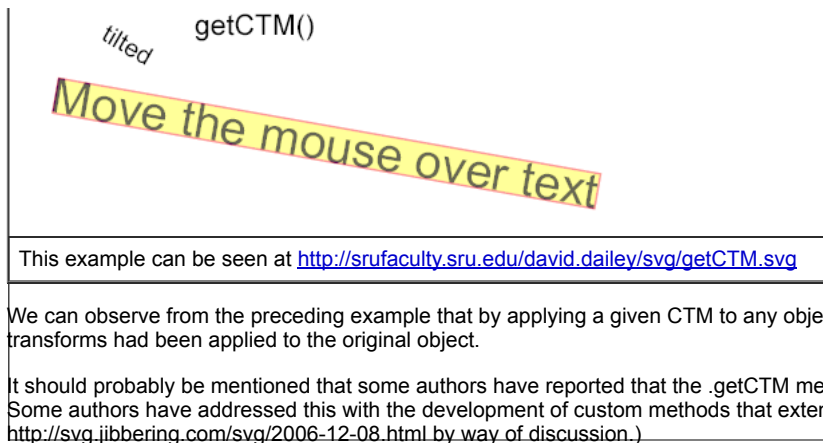 getCTM()
tilted
Move the mouse over text
This example can be seen at http://srufaculty.sru.edu/david.dailey/svg/getCTM.svg
We can observe from the preceding example that by applying a given CTM to any obje
transforms had been applied to the original object.
It should probably be mentioned that some authors have reported that the .getCTM me
Some authors have addressed this with the development of custom methods that exter
http://svg.jibbering.com/svg/2006-12-08.html by way of discussion.)